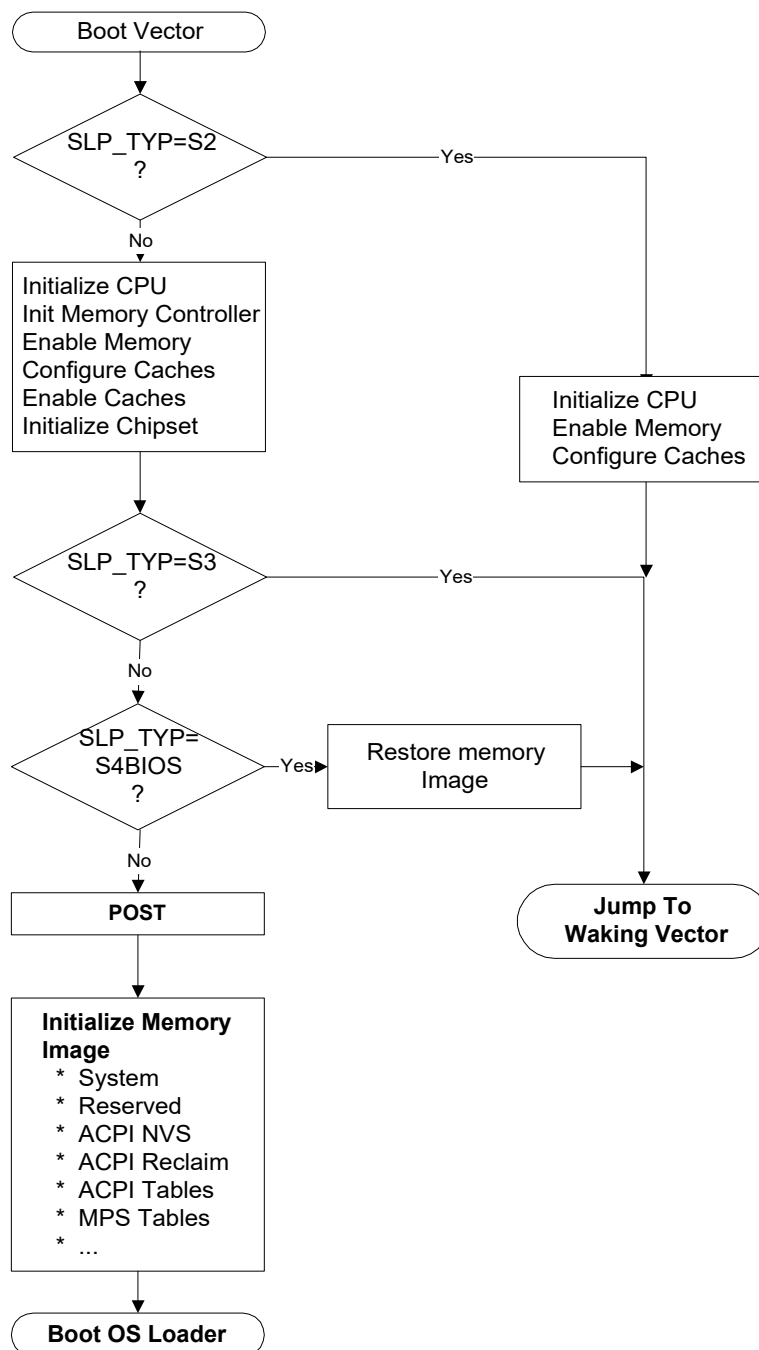 Boot Vector
SLP_TYP=S2
?
Yes
No
Initialize CPU
Init Memory Controller
Enable Memory
Configure Caches
Enable Caches
Initialize Chipset
Initialize CPU
Enable Memory
Configure Caches
SLP_TYP=S3
?
Yes
No
SLP_TYP=
S4BIOS
?
Yes
Restore memory
Image
No
POST
Jump To
Waking Vector
Initialize Memory
Image
* System
* Reserved
* ACPI NVS
* ACPI Reclaim
* ACPI Tables
* MPS Tables
* ...
Boot OS Loader